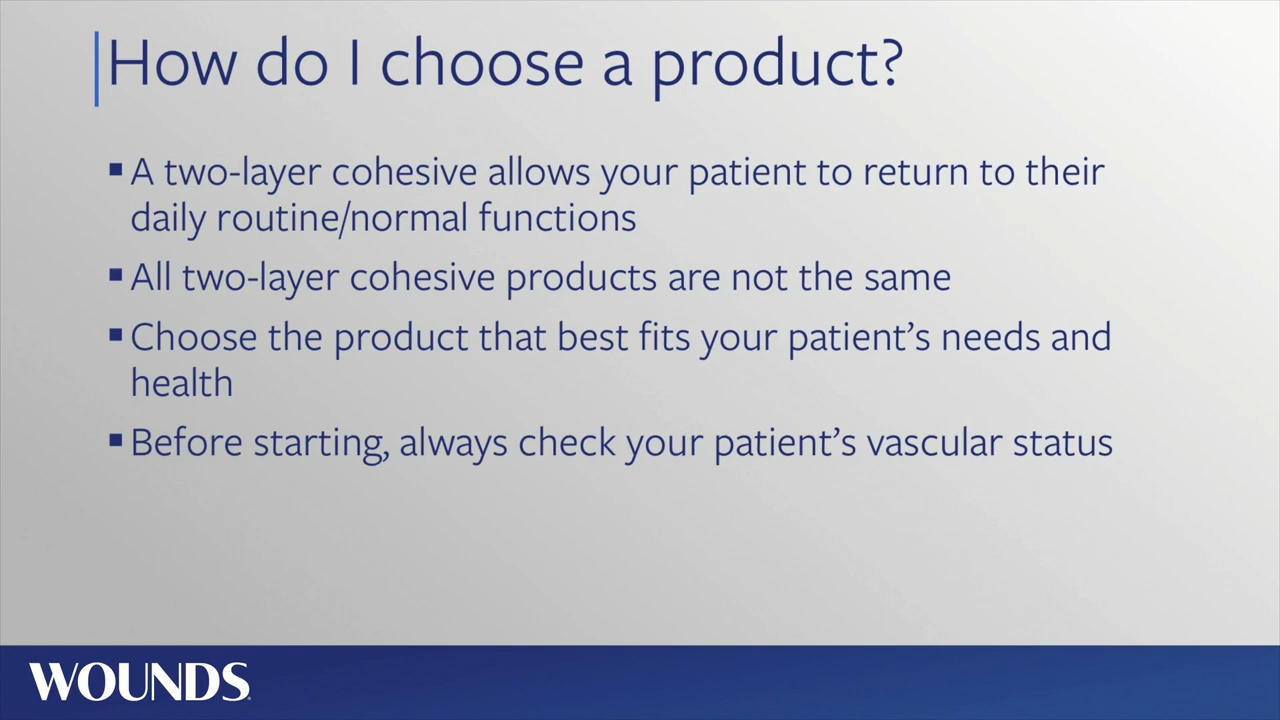 How do I choose a product?
▪ A two-layer cohesive allows your patient to return to their
daily routine/normal functions
▪ All two-layer cohesive products are not the same
▪ Choose the product that best fits your patient’s needs and
health
▪ Before starting, always check your patient’s vascular status
WOUNDS